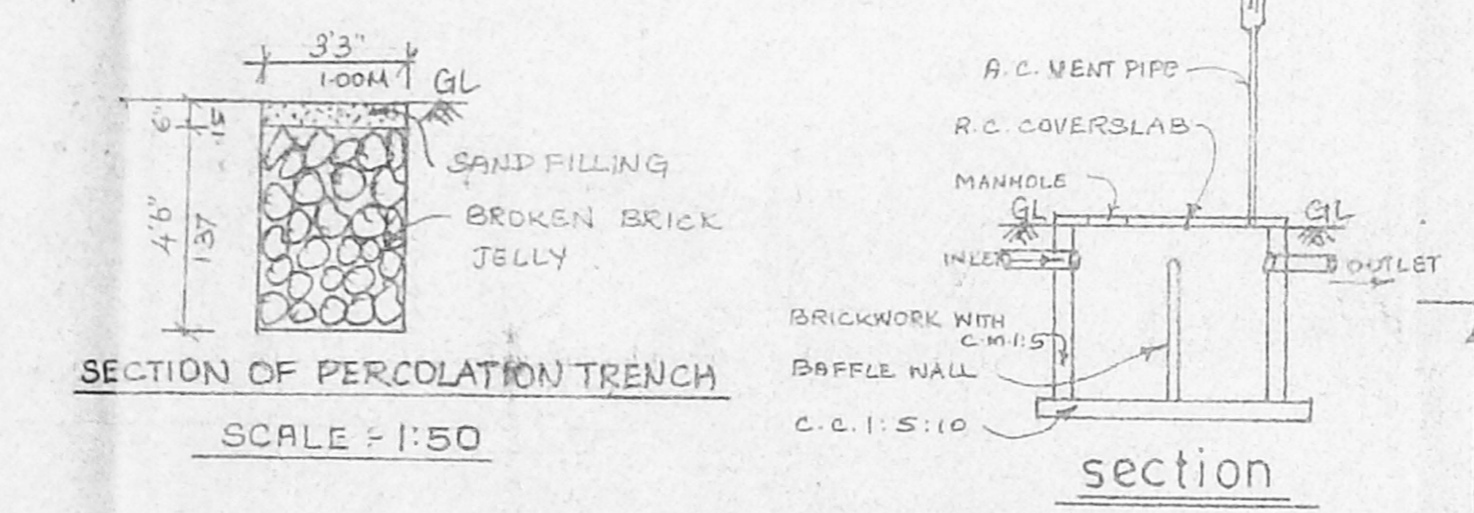 3'3"
1.00M
GL
6"
.15
4'6"
1.37
SAND FILLING
BROKEN BRICK
JELLY
SECTION OF PERCOLATION TRENCH
SCALE = 1:50
A.C. VENT PIPE
R.C. COVERSLAB
MANHOLE
GL
GL
INLET
OUTLET
BRICKWORK WITH
C.M.1:5
BAFFLE WALL
C.C.1:5:10
section